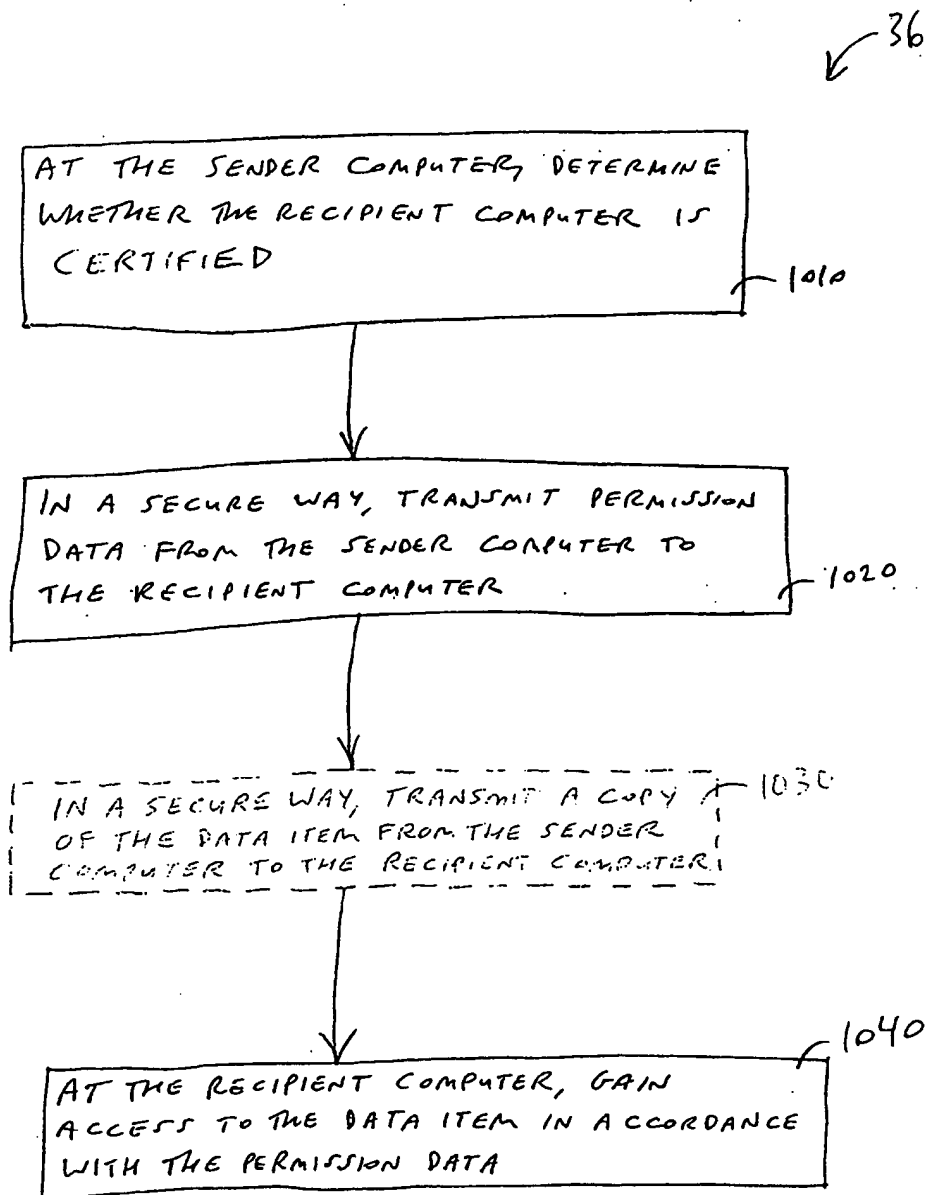 36
AT THE SENDER COMPUTER, DETERMINE
WHETHER THE RECIPIENT COMPUTER IS
CERTIFIED
1010
IN A SECURE WAY, TRANSMIT PERMISSION
DATA FROM THE SENDER COMPUTER TO
THE RECIPIENT COMPUTER
1020
IN A SECURE WAY, TRANSMIT A COPY
1030
OF THE DATA ITEM FROM THE SENDER
COMPUTER TO THE RECIPIENT COMPUTER
1040
AT THE RECIPIENT COMPUTER, GAIN
ACCESS TO THE DATA ITEM IN ACCORDANCE
WITH THE PERMISSION DATA